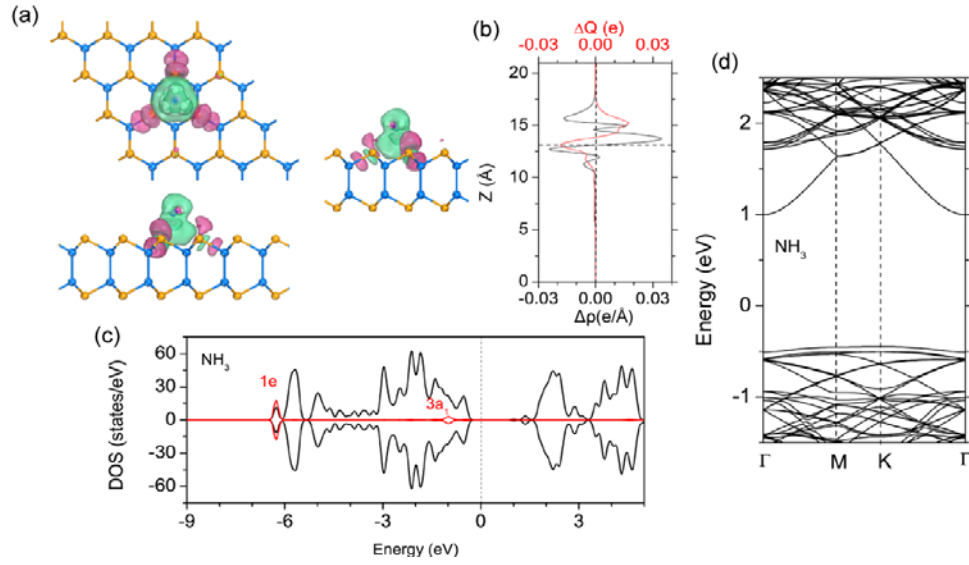 (a)
(b)
ΔQ (e)
-0.03 0.00 0.03
20
15
10
5
0
Z (Å)
-0.03 0.00 0.03
Δρ(e/Å)
(c)
NH₃
1e
3a₁
60
30
0
-30
-60
DOS (states/eV)
-9 -6 -3 0 3
Energy (eV)
(d)
2
1
0
-1
Energy (eV)
NH₃
Γ M K Γ